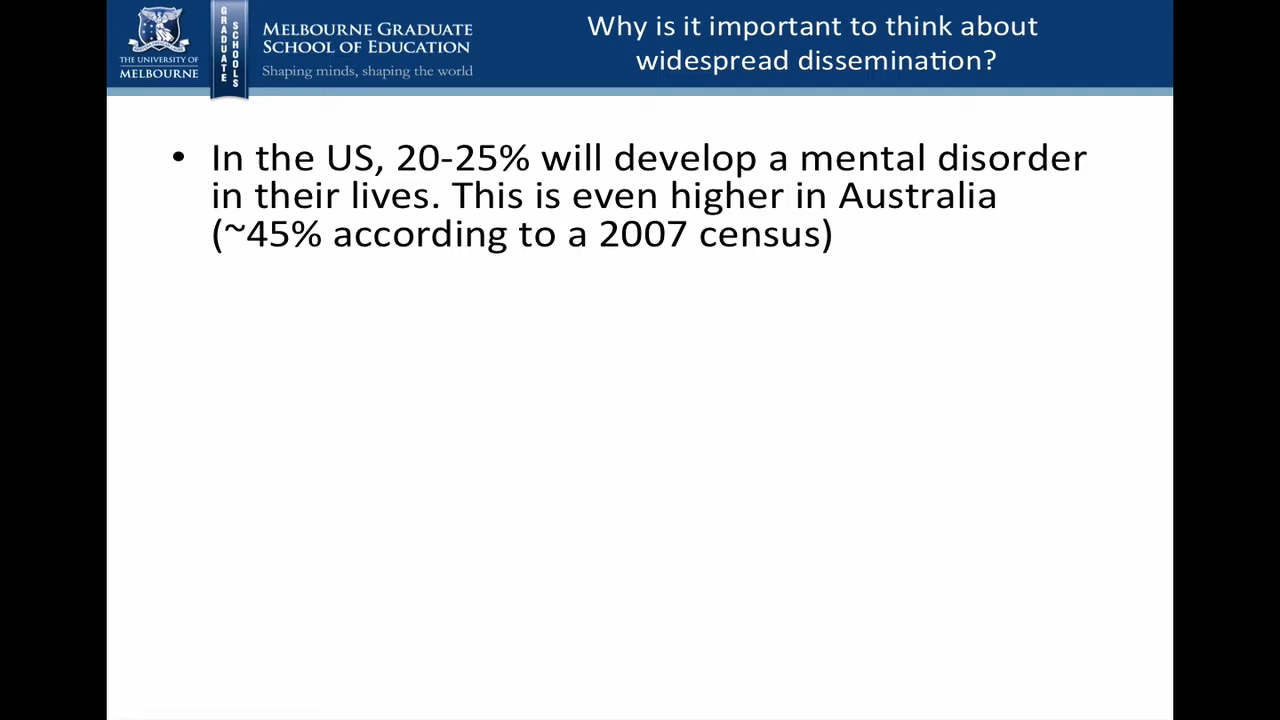 THE UNIVERSITY OF
MELBOURNE
GRADUATE
SCHOOLS
MELBOURNE GRADUATE
SCHOOL OF EDUCATION
Shaping minds, shaping the world
Why is it important to think about
widespread dissemination?
• In the US, 20-25% will develop a mental disorder
in their lives. This is even higher in Australia
(~45% according to a 2007 census)